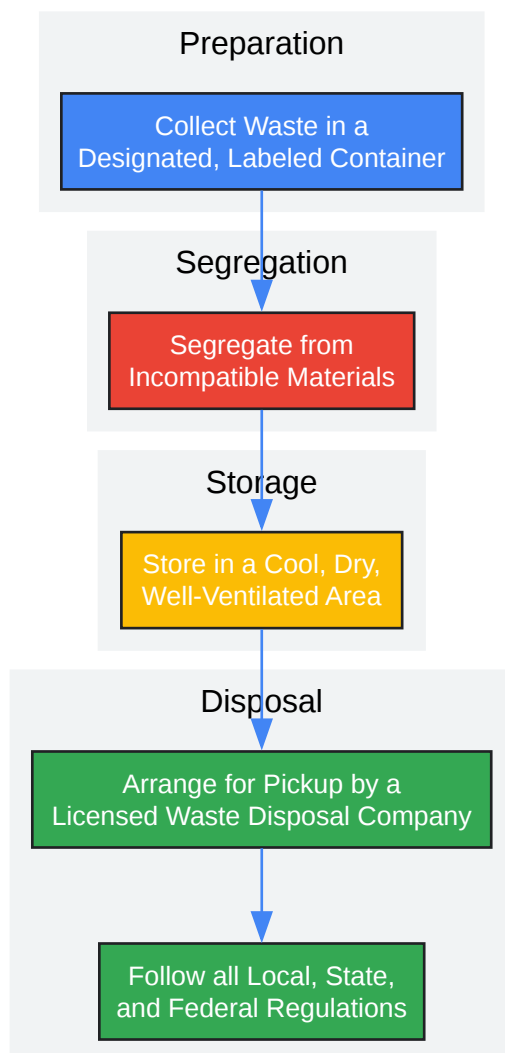 Preparation
Collect Waste in a
Designated, Labeled Container
Segregation
Segregate from
Incompatible Materials
Storage
Store in a Cool, Dry,
Well-Ventilated Area
Disposal
Arrange for Pickup by a
Licensed Waste Disposal Company
Follow all Local, State,
and Federal Regulations